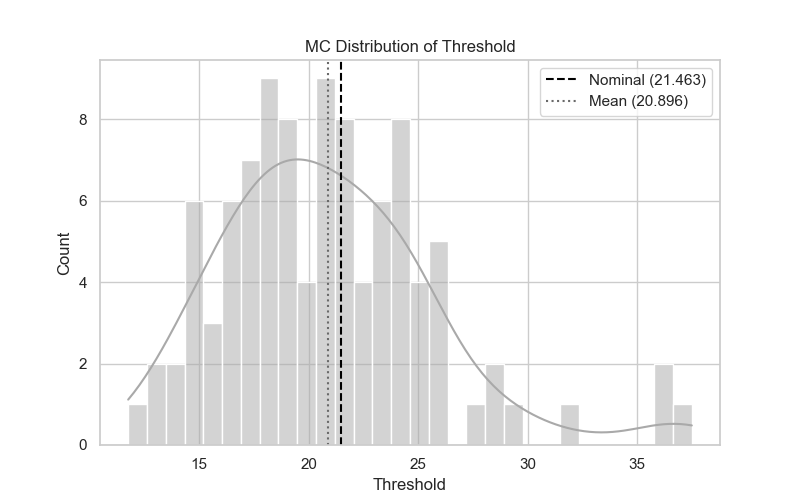 MC Distribution of Threshold
Nominal (21.463)
Mean (20.896)
8
6
4
2
0
Count
15 20 25 30 35
Threshold